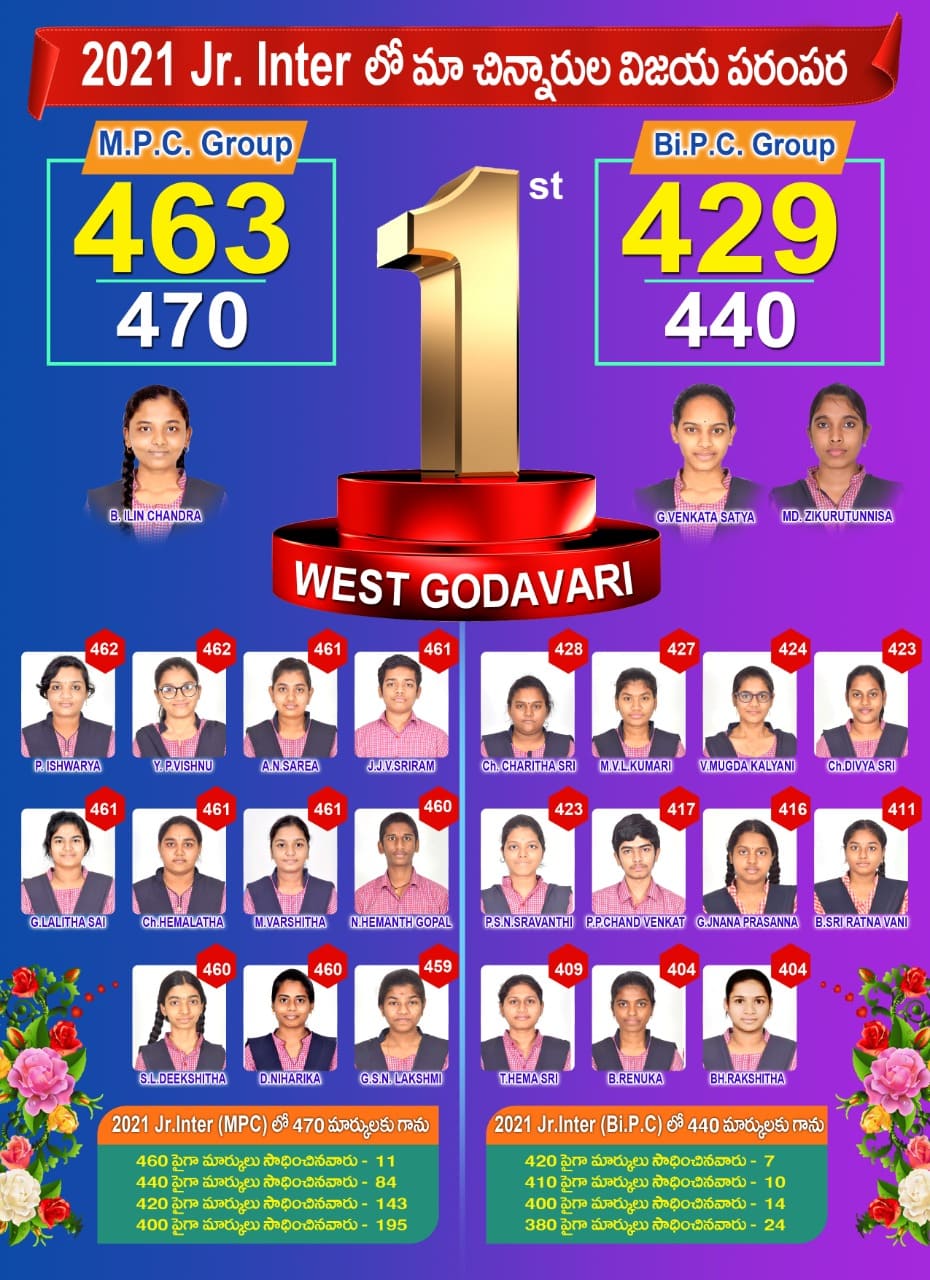 2021 Jr. Inter లో మా చిన్నారుల విజయ పరంపర
M.P.C. Group
463
470
1st
Bi.P.C. Group
429
440
B. ILIN CHANDRA
G.VENKATA SATYA
MD. ZIKURUTUNNISA
WEST GODAVARI
462 462 461 461
P. ISHWARYA Y. P.VISHNU A.N.SAREA J.J.V.SRIRAM
461 461 461 460
G.LALITHA SAI Ch.HEMALATHA M.VARSHITHA N.HEMANTH GOPAL
460 460 459
S.L.DEEKSHITHA D.NIHARIKA G.S.N. LAKSHMI
428 427 424 423
Ch. CHARITHA SRI M.V.L.KUMARI V.MUGDA KALYANI Ch.DIVYA SRI
423 417 416 411
P.S.N.SRAVANTHI P.P.CHAND VENKAT G.JNANA PRASANNA B.SRI RATNA VANI
409 404 404
T.HEMA SRI B.RENUKA BH.RAKSHITHA
2021 Jr.Inter (MPC) లో 470 మార్కులకు గాను
460 పైగా మార్కులు సాధించినవారు - 11
440 పైగా మార్కులు సాధించినవారు - 84
420 పైగా మార్కులు సాధించినవారు - 143
400 పైగా మార్కులు సాధించినవారు - 195
2021 Jr.Inter (Bi.P.C) లో 440 మార్కులకు గాను
420 పైగా మార్కులు సాధించినవారు - 7
410 పైగా మార్కులు సాధించినవారు - 10
400 పైగా మార్కులు సాధించినవారు - 14
380 పైగా మార్కులు సాధించినవారు - 24